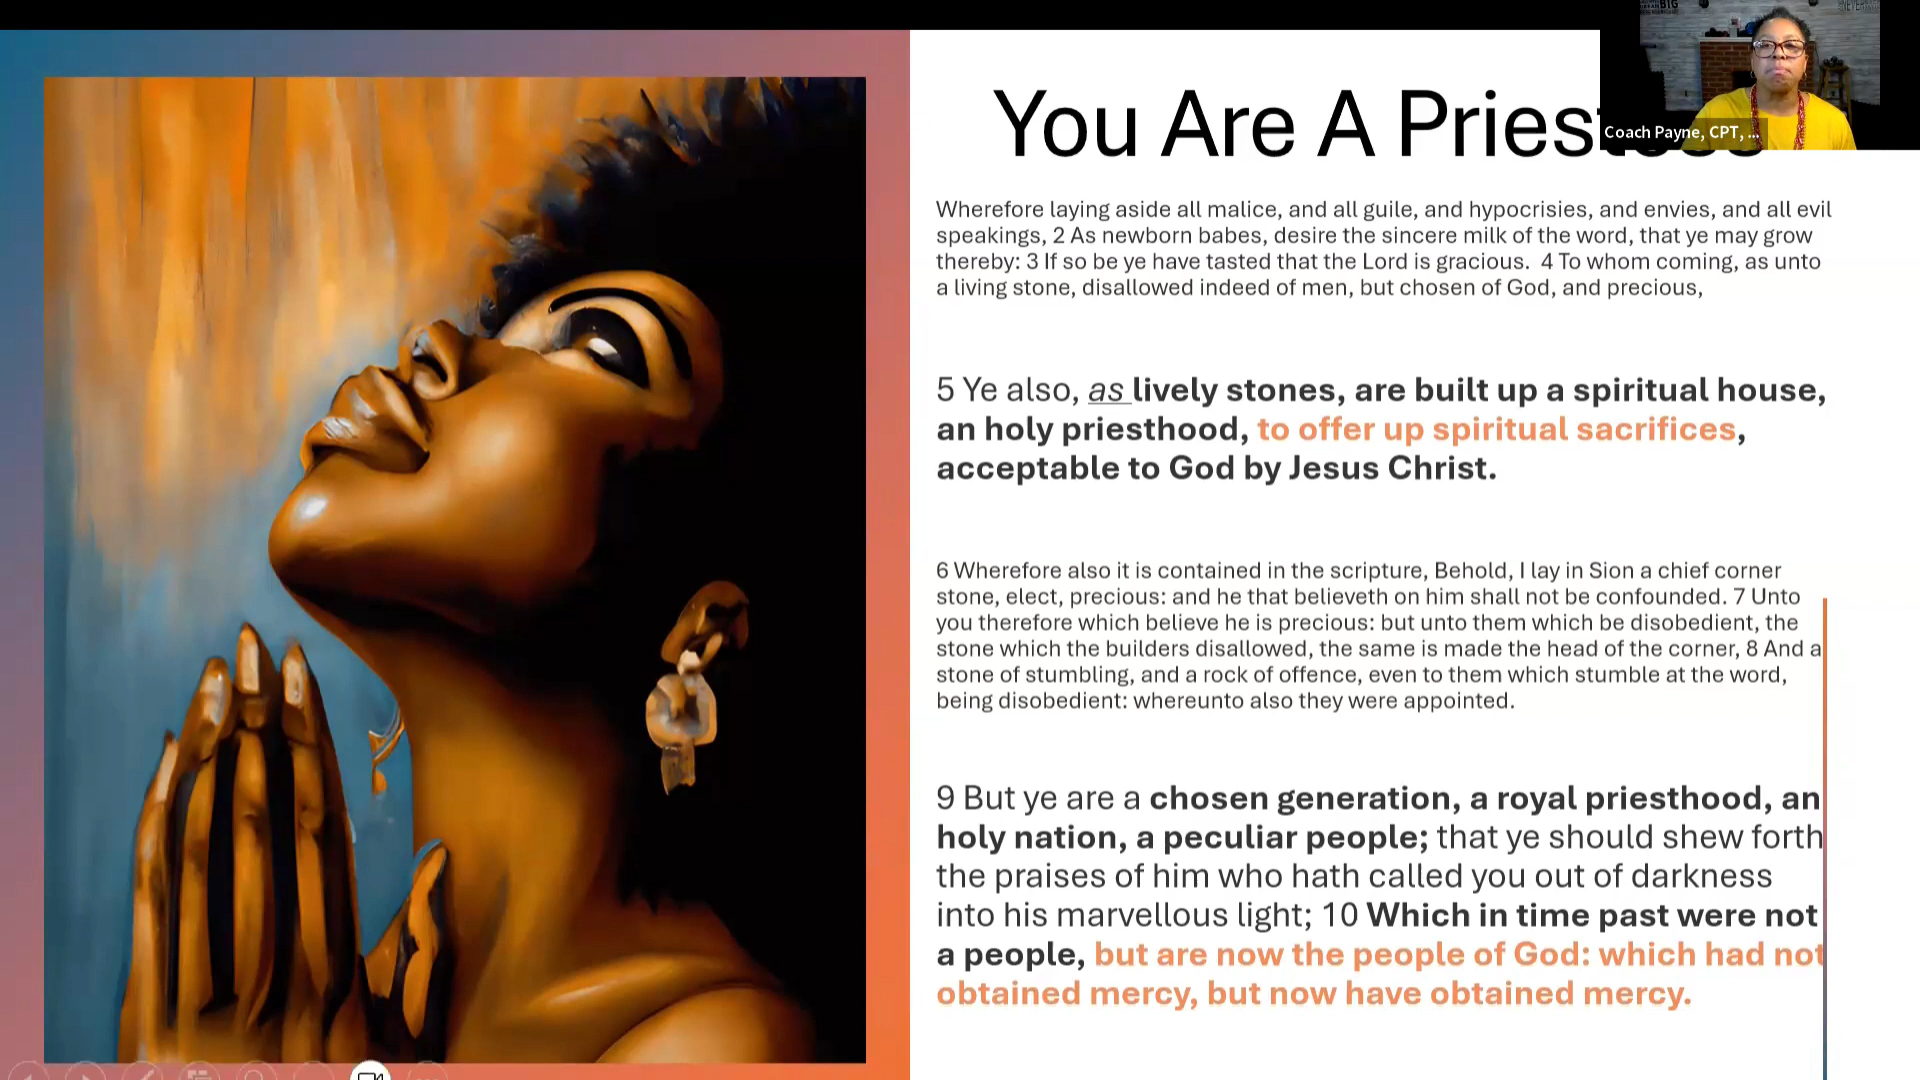 BIG
You Are A Priestess
Coach Payne, CPT, ...
Wherefore laying aside all malice, and all guile, and hypocrisies, and envies, and all evil
speakings, 2 As newborn babes, desire the sincere milk of the word, that ye may grow
thereby: 3 If so be ye have tasted that the Lord is gracious. 4 To whom coming, as unto
a living stone, disallowed indeed of men, but chosen of God, and precious,
5 Ye also, as lively stones, are built up a spiritual house,
an holy priesthood, to offer up spiritual sacrifices,
acceptable to God by Jesus Christ.
6 Wherefore also it is contained in the scripture, Behold, I lay in Sion a chief corner
stone, elect, precious: and he that believeth on him shall not be confounded. 7 Unto
you therefore which believe he is precious: but unto them which be disobedient, the
stone which the builders disallowed, the same is made the head of the corner, 8 And a
stone of stumbling, and a rock of offence, even to them which stumble at the word,
being disobedient: whereunto also they were appointed.
9 But ye are a chosen generation, a royal priesthood, an
holy nation, a peculiar people; that ye should shew forth
the praises of him who hath called you out of darkness
into his marvellous light; 10 Which in time past were not
a people, but are now the people of God: which had not
obtained mercy, but now have obtained mercy.